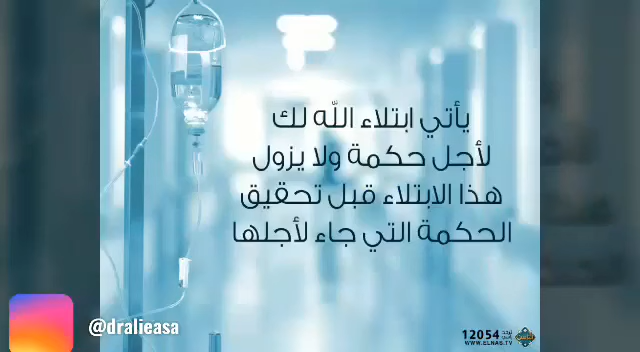 يأتي ابتلاء الله لك
لأجل حكمة ولا يزول
هذا الابتلاء قبل تحقيق
الحكمة التي جاء لأجلها
@dralieasa
12054
WWW.ELNAS.TV